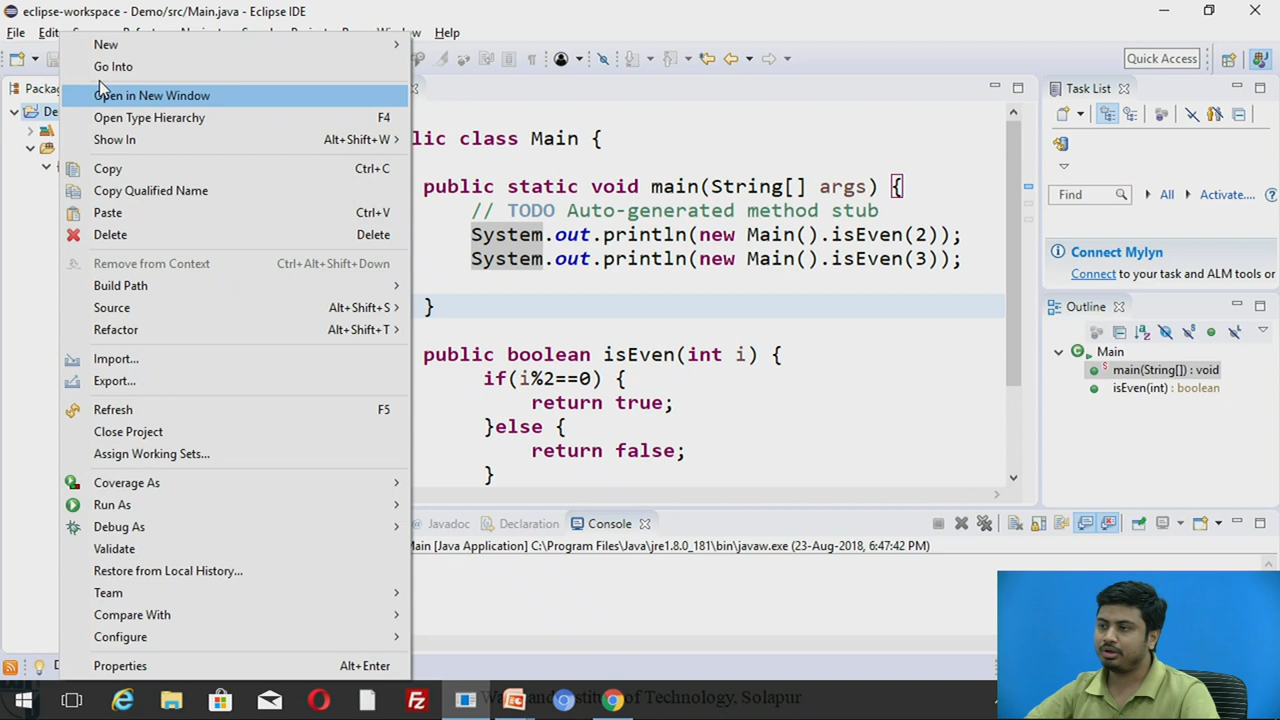 eclipse-workspace - Demo/src/Main.java - Eclipse IDE
File Edit
Help
Quick Access
New
Go Into
Open in New Window
Open Type Hierarchy F4
Show In Alt+Shift+W
Copy Ctrl+C
Copy Qualified Name
Paste Ctrl+V
Delete Delete
Remove from Context Ctrl+Alt+Shift+Down
Build Path
Source Alt+Shift+S
Refactor Alt+Shift+T
Import...
Export...
Refresh F5
Close Project
Assign Working Sets...
Coverage As
Run As
Debug As
Validate
Restore from Local History...
Team
Compare With
Configure
Properties Alt+Enter
Packa
De
lic class Main {
public static void main(String[] args) {
// TODO Auto-generated method stub
System.out.println(new Main().isEven(2));
System.out.println(new Main().isEven(3));
}
public boolean isEven(int i) {
if(i%2==0) {
return true;
}else {
return false;
}
Task List
Find All Activate...
Connect Mylyn
Connect to your task and ALM tools or
Outline
Main
main(String[]) : void
isEven(int) : boolean
@ Javadoc Declaration Console
Main [Java Application] C:\Program Files\Java\jre1.8.0_181\bin\javaw.exe (23-Aug-2018, 6:47:42 PM)
Institute of Technology, Solapur